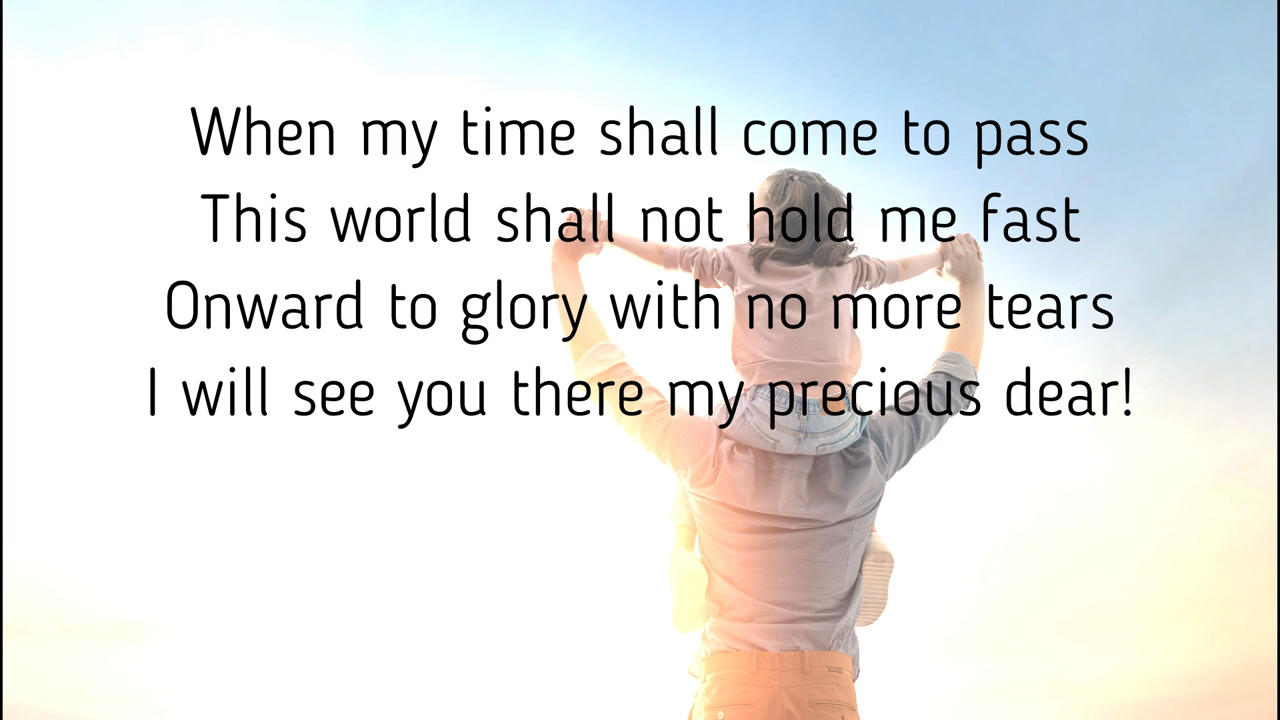 When my time shall come to pass
This world shall not hold me fast
Onward to glory with no more tears
I will see you there my precious dear!